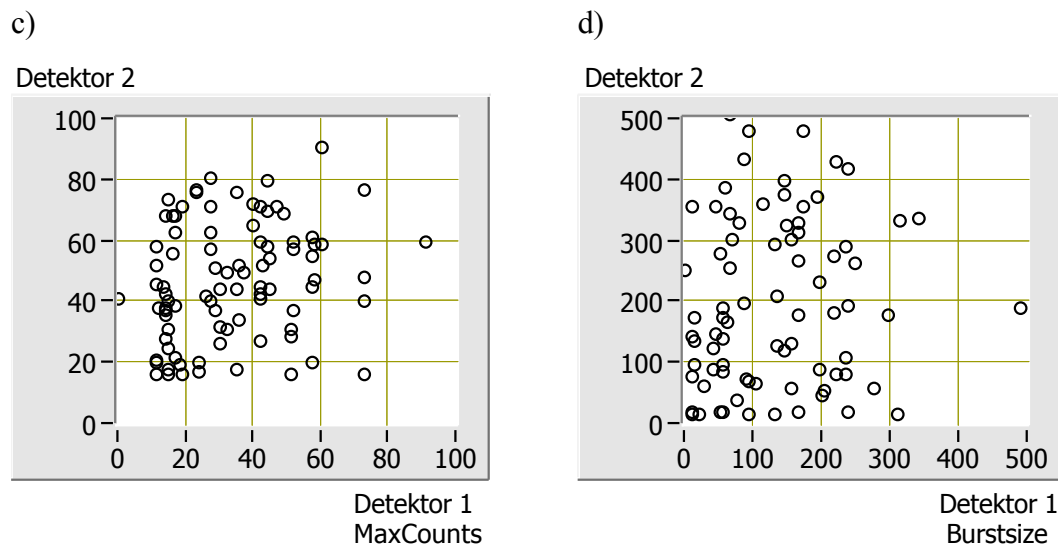 c)
Detektor 2
100
80
60
40
20
0
0 20 40 60 80 100
Detektor 1
MaxCounts
d)
Detektor 2
500
400
300
200
100
0
0 100 200 300 400 500
Detektor 1
Burstsize